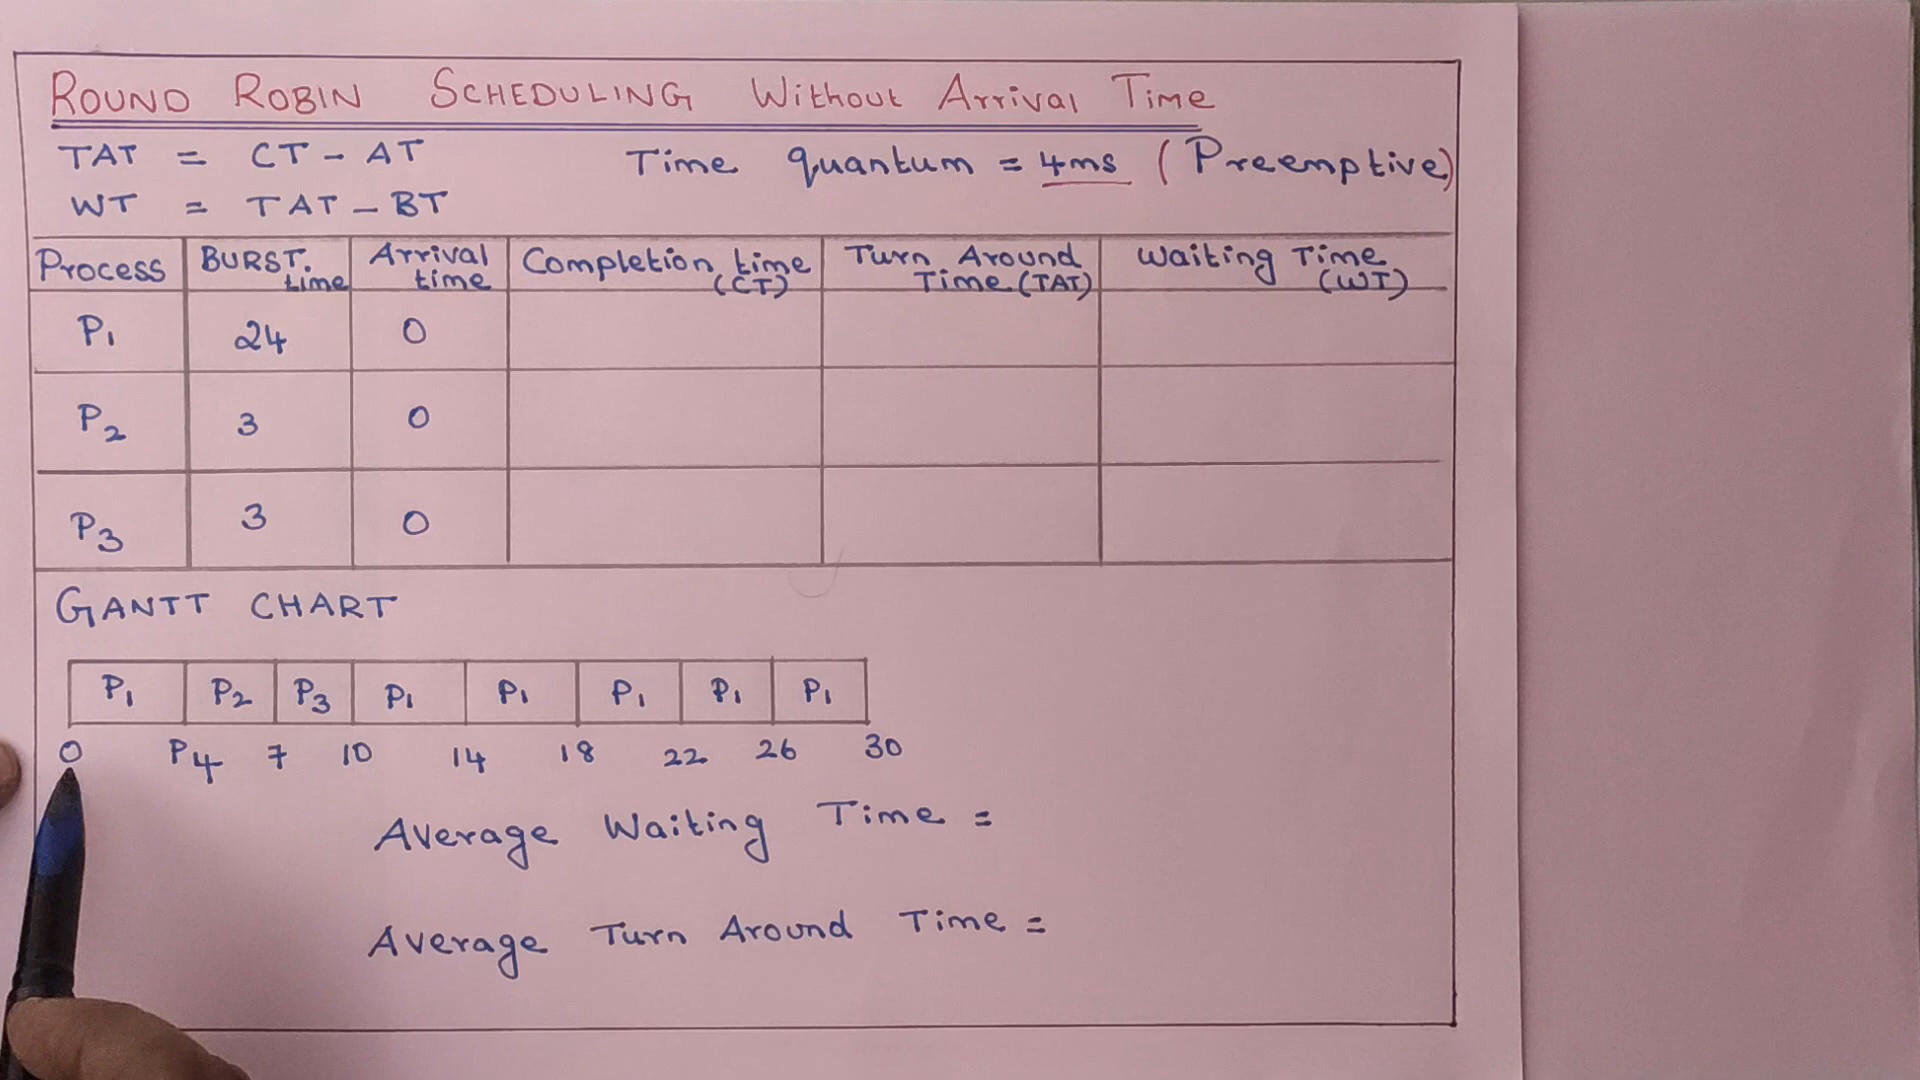 ROUND ROBIN SCHEDULING Without Arrival Time
TAT = CT - AT
Time quantum = 4ms (Preemptive)
WT = TAT - BT
Process BURST time Arrival time Completion time (CT) Turn Around Time (TAT) Waiting Time (WT)
P1 24 0
P2 3 0
P3 3 0
GANTT CHART
P1 P2 P3 P1 P1 P1 P1 P1
0 P4 7 10 14 18 22 26 30
Average Waiting Time =
Average Turn Around Time =